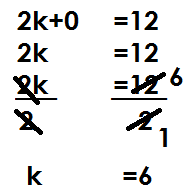 2k+0 =12
2k =12
2k =12 6
2 2 1
k =6